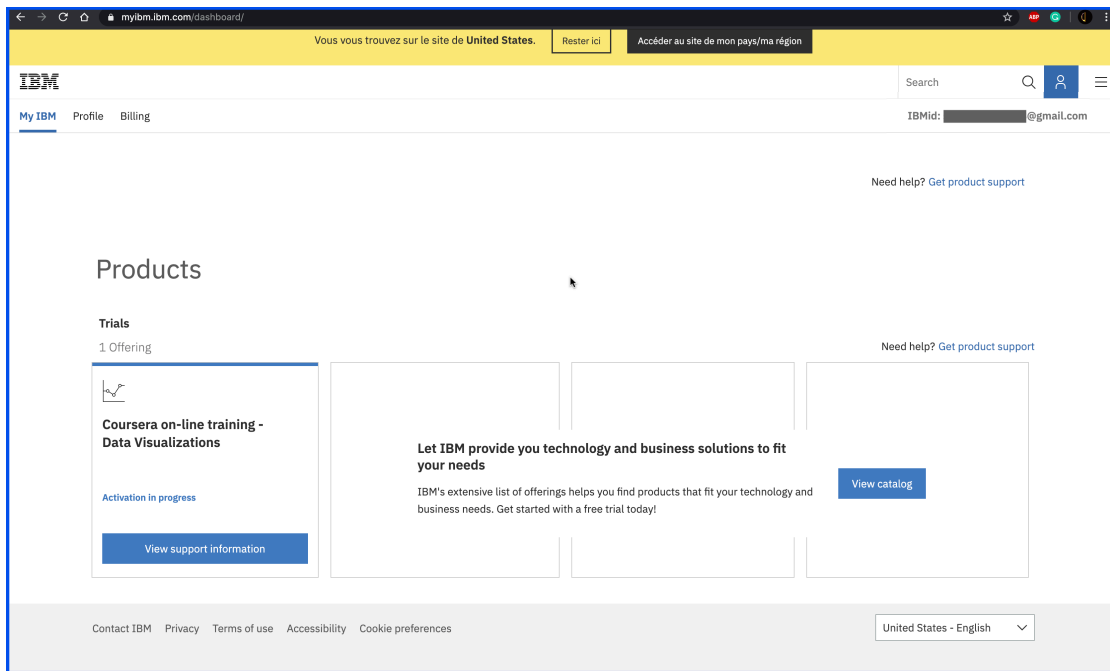 myibm.ibm.com/dashboard/
ABP
G
Vous vous trouvez sur le site de United States.
Rester ici
Accéder au site de mon pays/ma région
IBM
Search
My IBM Profile Billing
IBMid: @gmail.com
Need help? Get product support
Products
Trials
1 Offering
Need help? Get product support
Coursera on-line training -
Data Visualizations
Activation in progress
View support information
Let IBM provide you technology and business solutions to fit
your needs
IBM's extensive list of offerings helps you find products that fit your technology and
business needs. Get started with a free trial today!
View catalog
Contact IBM Privacy Terms of use Accessibility Cookie preferences
United States - English